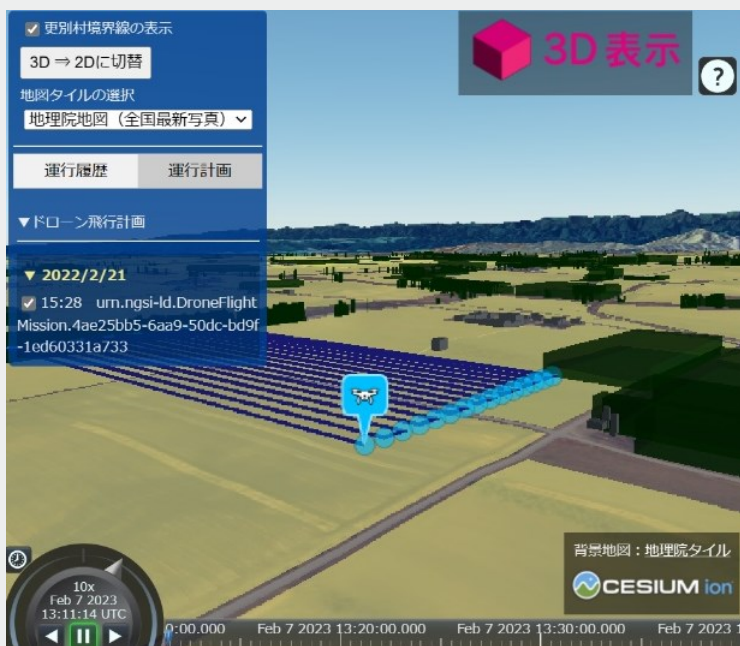 更別村境界線の表示
3D表示
3D ⇒ 2Dに切替
?
地図タイルの選択
地理院地図（全国最新写真）
運行履歴 運行計画
▼ドローン飛行計画
▼ 2022/2/21
15:28 urn.ngsi-ld.DroneFlight
Mission.4ae25bb5-6aa9-50dc-bd9f
-1ed60331a733
背景地図：地理院タイル
CESIUM ion
10x
Feb 7 2023
13:11:14 UTC
0:00.000 Feb 7 2023 13:20:00.000 Feb 7 2023 13:30:00.000 Feb 7 2023 1